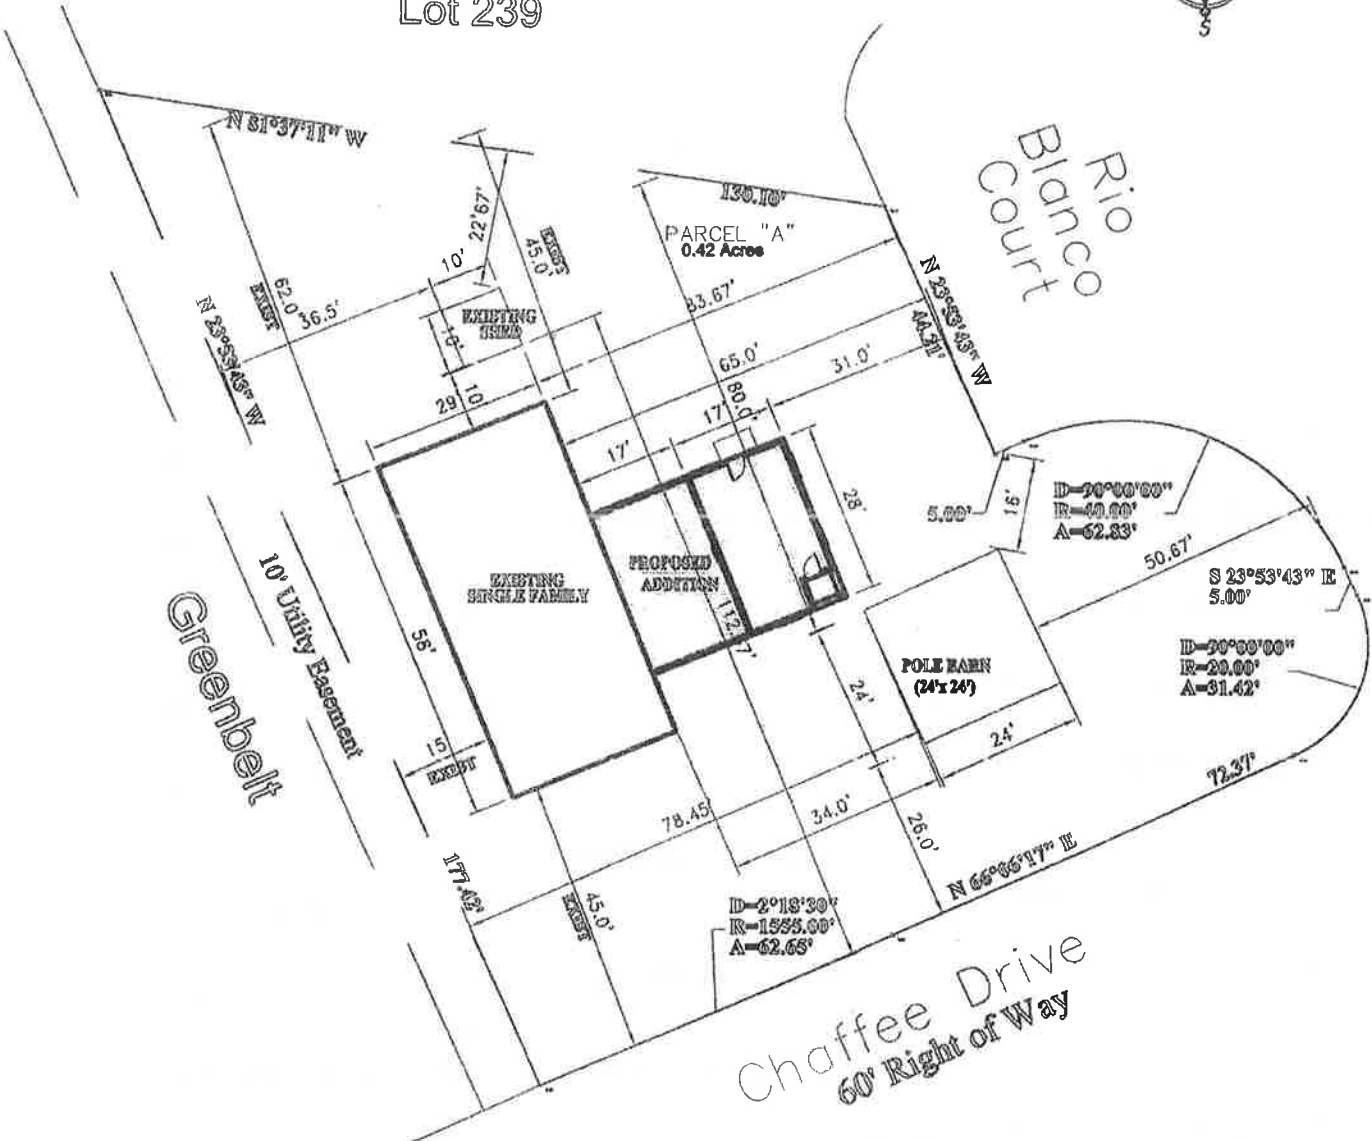 Lot 239
S
N 81°37'11" W
130.10'
PARCEL "A"
0.42 Acres
Rio
Blanco
Court
22'67'
EXIST
45.0'
10'
62.0'
EXIST
36.5'
EXISTING
SHED
10'
83.67'
N 23°53'43" W
44.21'
N 23°53'43" W
65.0'
31.0'
29'
10'
80.0'
17'
17'
28'
5.00'
16'
D=90°00'00"
R=40.00'
A=62.83'
50.67'
S 23°53'43" E
5.00'
10' Utility Easement
EXISTING
SINGLE FAMILY
PROPOSED
ADDITION
Greenbelt
58'
POLE BARN
(24'x 24')
D=90°00'00"
R=20.00'
A=31.42'
24'
24'
15'
EXIST
72.37'
78.45'
34.0'
26.0'
N 66°06'17" E
177.42'
45.0'
EXIST
D=2°18'30"
R=1555.00'
A=62.65'
Chaffee Drive
60' Right of Way